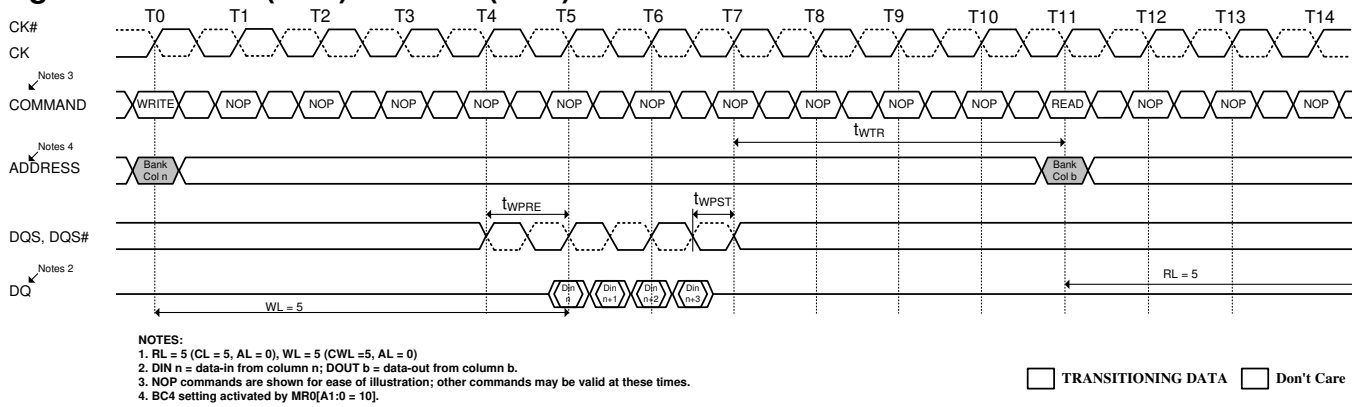 T0 T1 T2 T3 T4 T5 T6 T7 T8 T9 T10 T11 T12 T13 T14
CK#
CK
Notes 3
COMMAND WRITE NOP NOP NOP NOP NOP NOP NOP NOP NOP NOP READ NOP NOP NOP
tWTR
Notes 4
ADDRESS
Bank
Col n
Bank
Col b
tWPRE tWPST
DQS, DQS#
Notes 2
DQ
Din
n
Din
n+1
Din
n+2
Din
n+3
RL = 5
WL = 5
NOTES:
1. RL = 5 (CL = 5, AL = 0), WL = 5 (CWL =5, AL = 0)
2. DIN n = data-in from column n; DOUT b = data-out from column b.
3. NOP commands are shown for ease of illustration; other commands may be valid at these times.
4. BC4 setting activated by MR0[A1:0 = 10].
TRANSITIONING DATA Don't Care